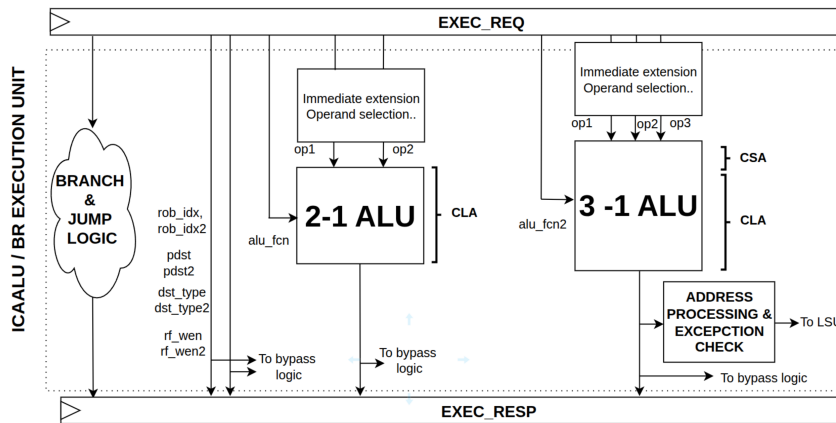 EXEC_REQ
ICAALU / BR EXECUTION UNIT
Immediate extension
Operand selection..
Immediate extension
Operand selection..
op1
op2
op1
op2
op3
BRANCH
&
JUMP
LOGIC
2-1 ALU
CLA
3 -1 ALU
CSA
CLA
rob_idx,
rob_idx2
alu_fcn
alu_fcn2
pdst
pdst2
dst_type
dst_type2
rf_wen
rf_wen2
To bypass
logic
To bypass
logic
ADDRESS
PROCESSING &
EXCEPCTION
CHECK
To LSU
To bypass logic
EXEC_RESP